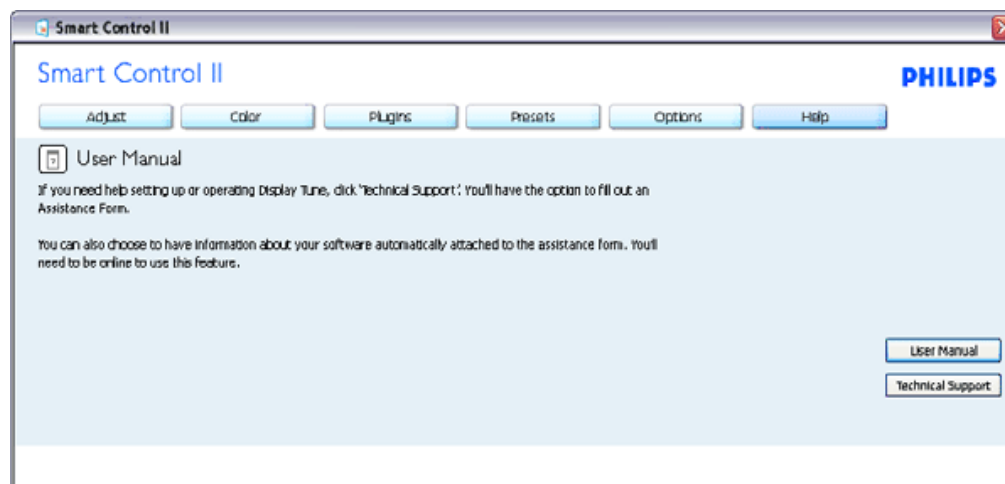 Smart Control II
Smart Control II
PHILIPS
Adjust Color Plugins Presets Options Help
User Manual
If you need help setting up or operating Display Tune, click 'Technical Support'. You'll have the option to fill out an
Assistance Form.
You can also choose to have information about your software automatically attached to the assistance form. You'll
need to be online to use this feature.
User Manual
Technical Support